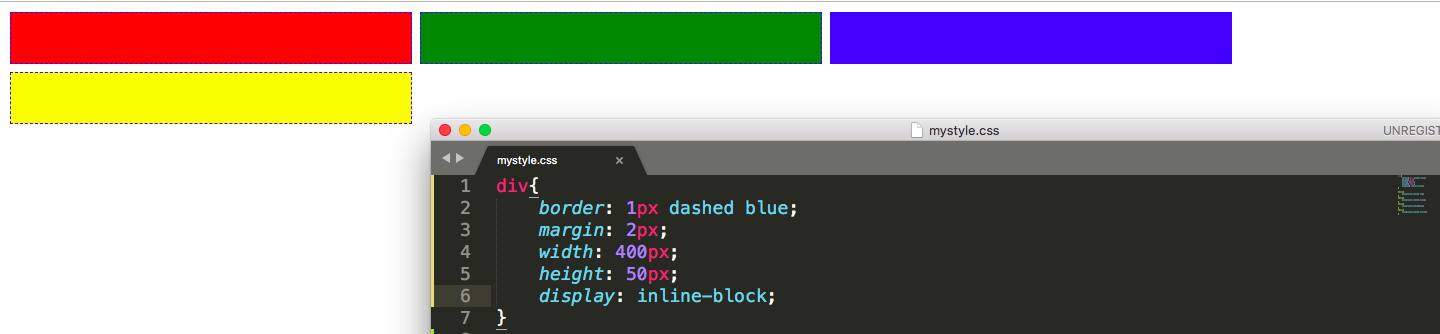 mystyle.css
UNREGIST
mystyle.css ×
1 div{
2 border: 1px dashed blue;
3 margin: 2px;
4 width: 400px;
5 height: 50px;
6 display: inline-block;
7 }